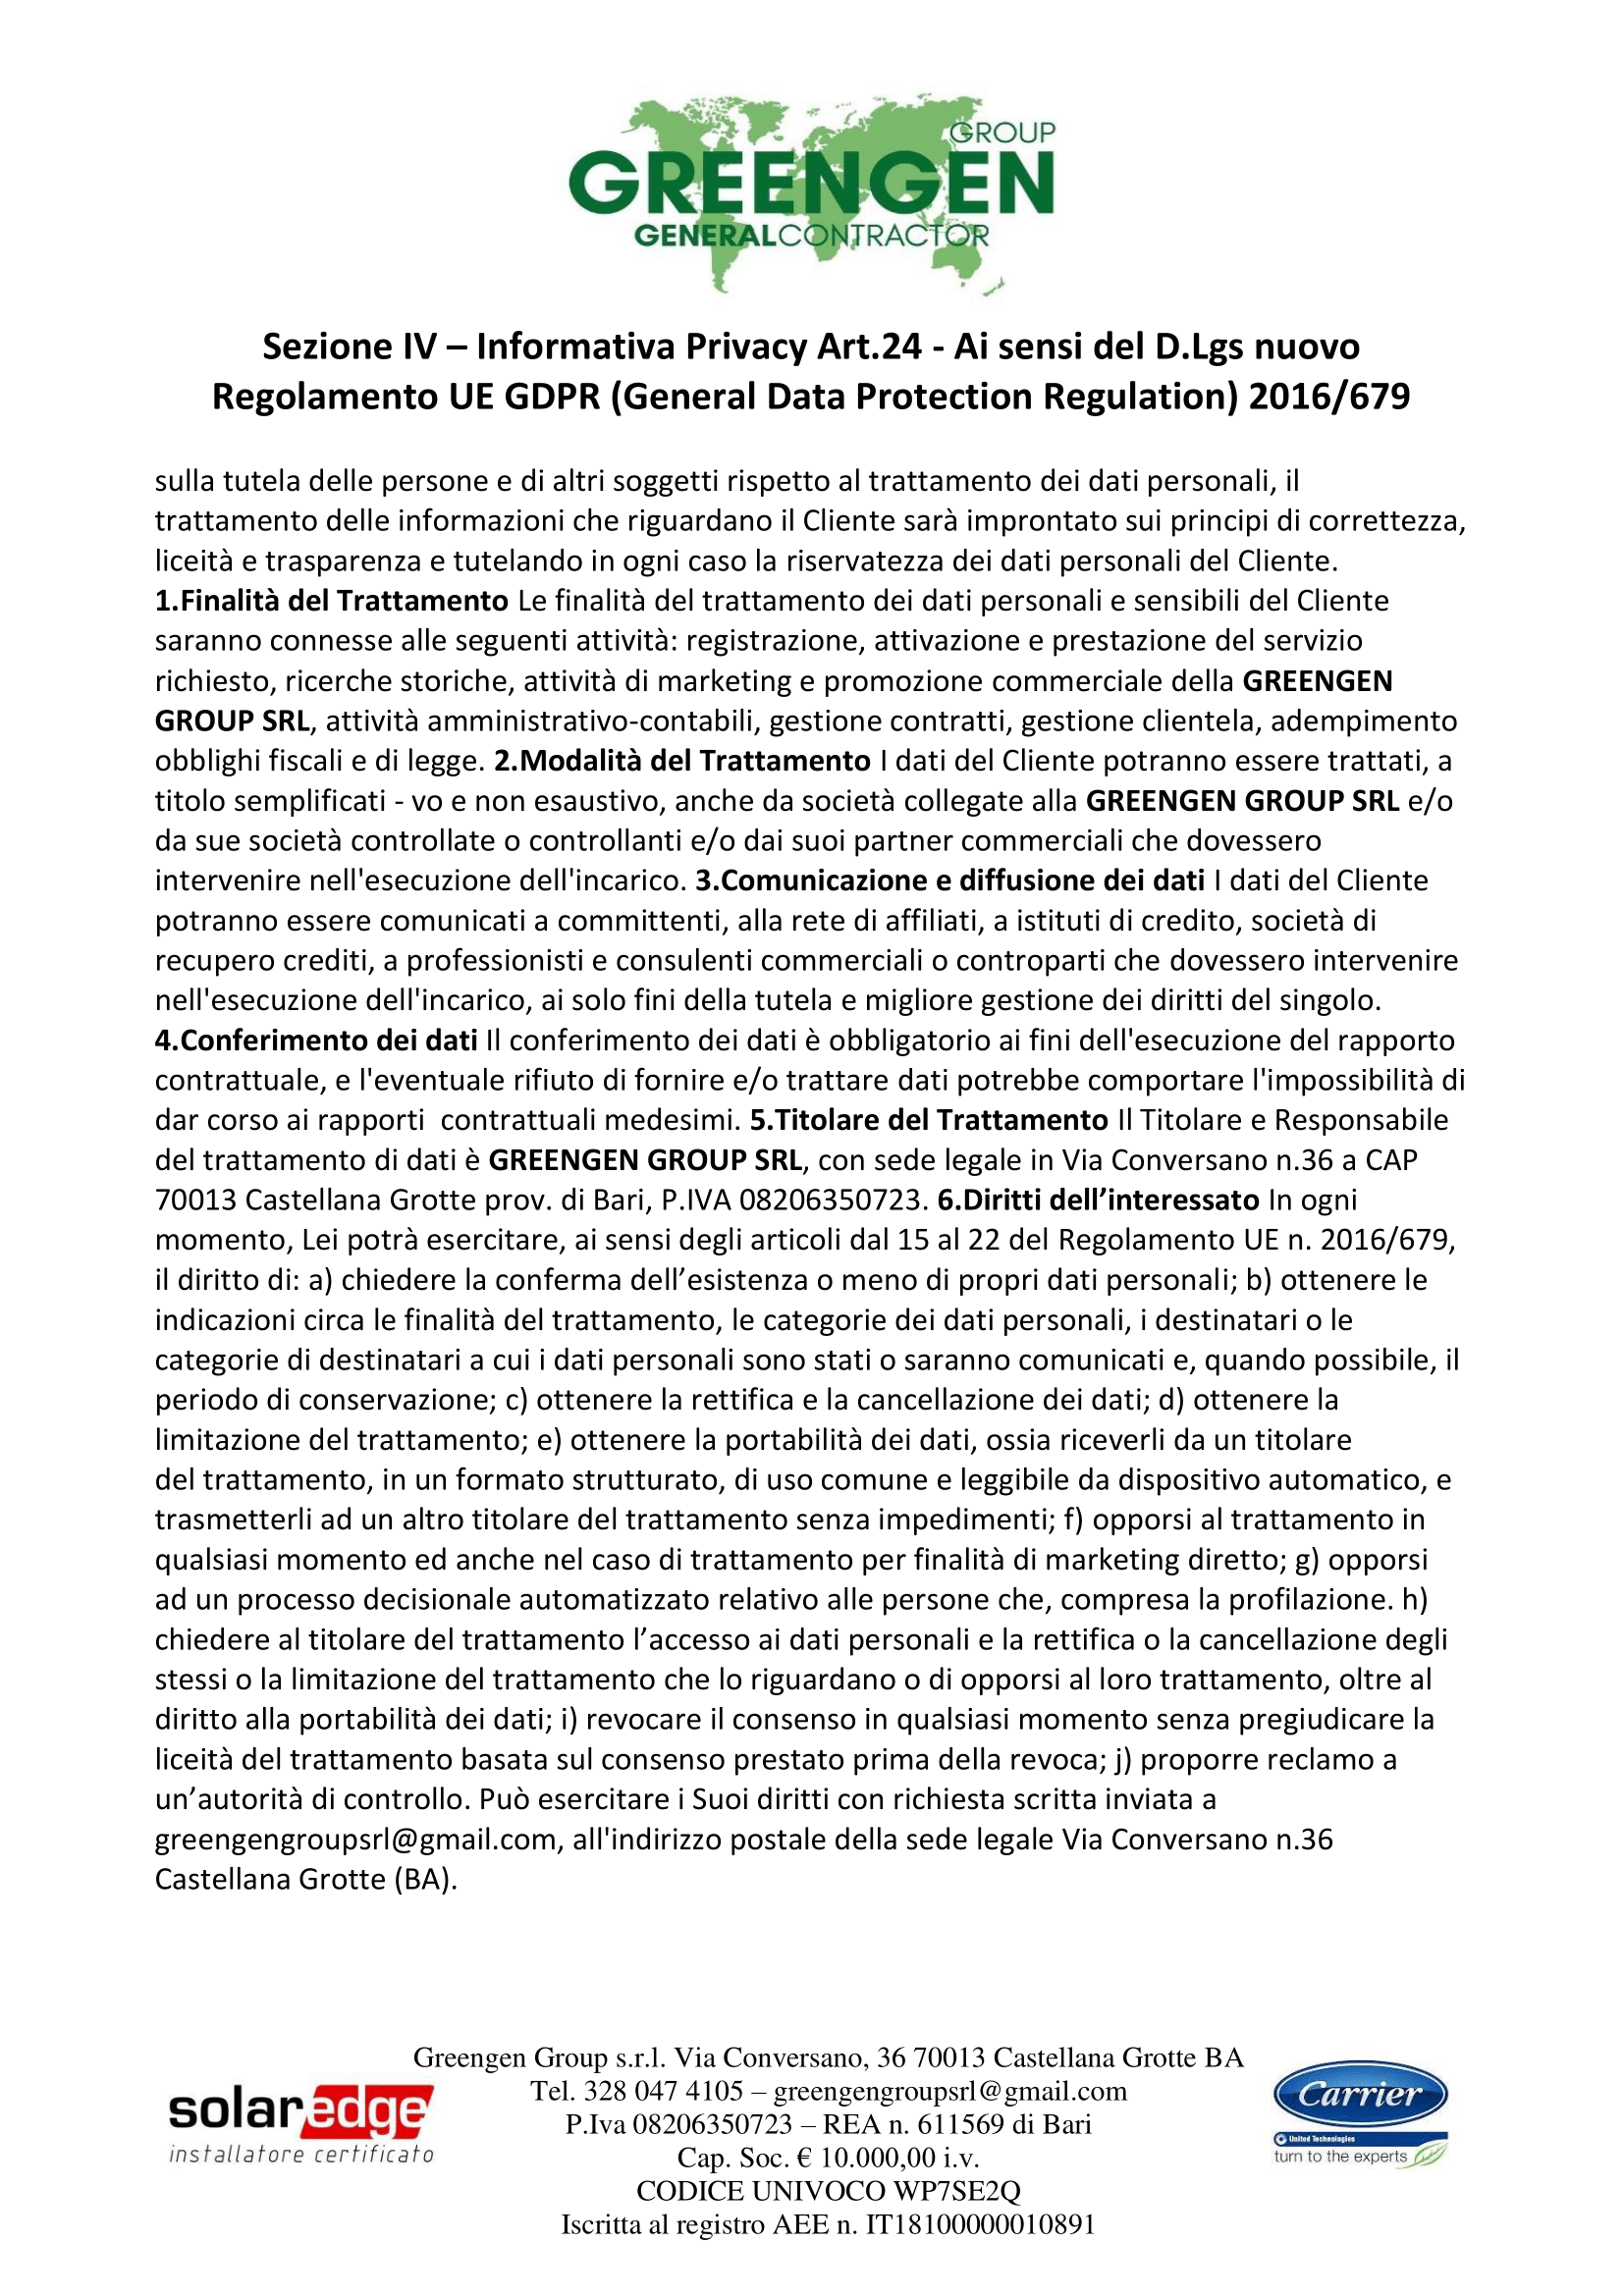 GROUP
GREENGEN
GENERALCONTRACTOR
Sezione IV – Informativa Privacy Art.24 - Ai sensi del D.Lgs nuovo
Regolamento UE GDPR (General Data Protection Regulation) 2016/679
sulla tutela delle persone e di altri soggetti rispetto al trattamento dei dati personali, il
trattamento delle informazioni che riguardano il Cliente sarà improntato sui principi di correttezza,
liceità e trasparenza e tutelando in ogni caso la riservatezza dei dati personali del Cliente.
1.Finalità del Trattamento Le finalità del trattamento dei dati personali e sensibili del Cliente
saranno connesse alle seguenti attività: registrazione, attivazione e prestazione del servizio
richiesto, ricerche storiche, attività di marketing e promozione commerciale della GREENGEN
GROUP SRL, attività amministrativo-contabili, gestione contratti, gestione clientela, adempimento
obblighi fiscali e di legge. 2.Modalità del Trattamento I dati del Cliente potranno essere trattati, a
titolo semplificati - vo e non esaustivo, anche da società collegate alla GREENGEN GROUP SRL e/o
da sue società controllate o controllanti e/o dai suoi partner commerciali che dovessero
intervenire nell'esecuzione dell'incarico. 3.Comunicazione e diffusione dei dati I dati del Cliente
potranno essere comunicati a committenti, alla rete di affiliati, a istituti di credito, società di
recupero crediti, a professionisti e consulenti commerciali o controparti che dovessero intervenire
nell'esecuzione dell'incarico, ai solo fini della tutela e migliore gestione dei diritti del singolo.
4.Conferimento dei dati Il conferimento dei dati è obbligatorio ai fini dell'esecuzione del rapporto
contrattuale, e l'eventuale rifiuto di fornire e/o trattare dati potrebbe comportare l'impossibilità di
dar corso ai rapporti  contrattuali medesimi. 5.Titolare del Trattamento Il Titolare e Responsabile
del trattamento di dati è GREENGEN GROUP SRL, con sede legale in Via Conversano n.36 a CAP
70013 Castellana Grotte prov. di Bari, P.IVA 08206350723. 6.Diritti dell’interessato In ogni
momento, Lei potrà esercitare, ai sensi degli articoli dal 15 al 22 del Regolamento UE n. 2016/679,
il diritto di: a) chiedere la conferma dell’esistenza o meno di propri dati personali; b) ottenere le
indicazioni circa le finalità del trattamento, le categorie dei dati personali, i destinatari o le
categorie di destinatari a cui i dati personali sono stati o saranno comunicati e, quando possibile, il
periodo di conservazione; c) ottenere la rettifica e la cancellazione dei dati; d) ottenere la
limitazione del trattamento; e) ottenere la portabilità dei dati, ossia riceverli da un titolare
del trattamento, in un formato strutturato, di uso comune e leggibile da dispositivo automatico, e
trasmetterli ad un altro titolare del trattamento senza impedimenti; f) opporsi al trattamento in
qualsiasi momento ed anche nel caso di trattamento per finalità di marketing diretto; g) opporsi
ad un processo decisionale automatizzato relativo alle persone che, compresa la profilazione. h)
chiedere al titolare del trattamento l’accesso ai dati personali e la rettifica o la cancellazione degli
stessi o la limitazione del trattamento che lo riguardano o di opporsi al loro trattamento, oltre al
diritto alla portabilità dei dati; i) revocare il consenso in qualsiasi momento senza pregiudicare la
liceità del trattamento basata sul consenso prestato prima della revoca; j) proporre reclamo a
un’autorità di controllo. Può esercitare i Suoi diritti con richiesta scritta inviata a
greengengroupsrl@gmail.com, all'indirizzo postale della sede legale Via Conversano n.36
Castellana Grotte (BA).
solaredge
installatore certificato
Greengen Group s.r.l. Via Conversano, 36 70013 Castellana Grotte BA
Tel. 328 047 4105 – greengengroupsrl@gmail.com
P.Iva 08206350723 – REA n. 611569 di Bari
Cap. Soc. € 10.000,00 i.v.
CODICE UNIVOCO WP7SE2Q
Iscritta al registro AEE n. IT18100000010891
Carrier
United Technologies
turn to the experts